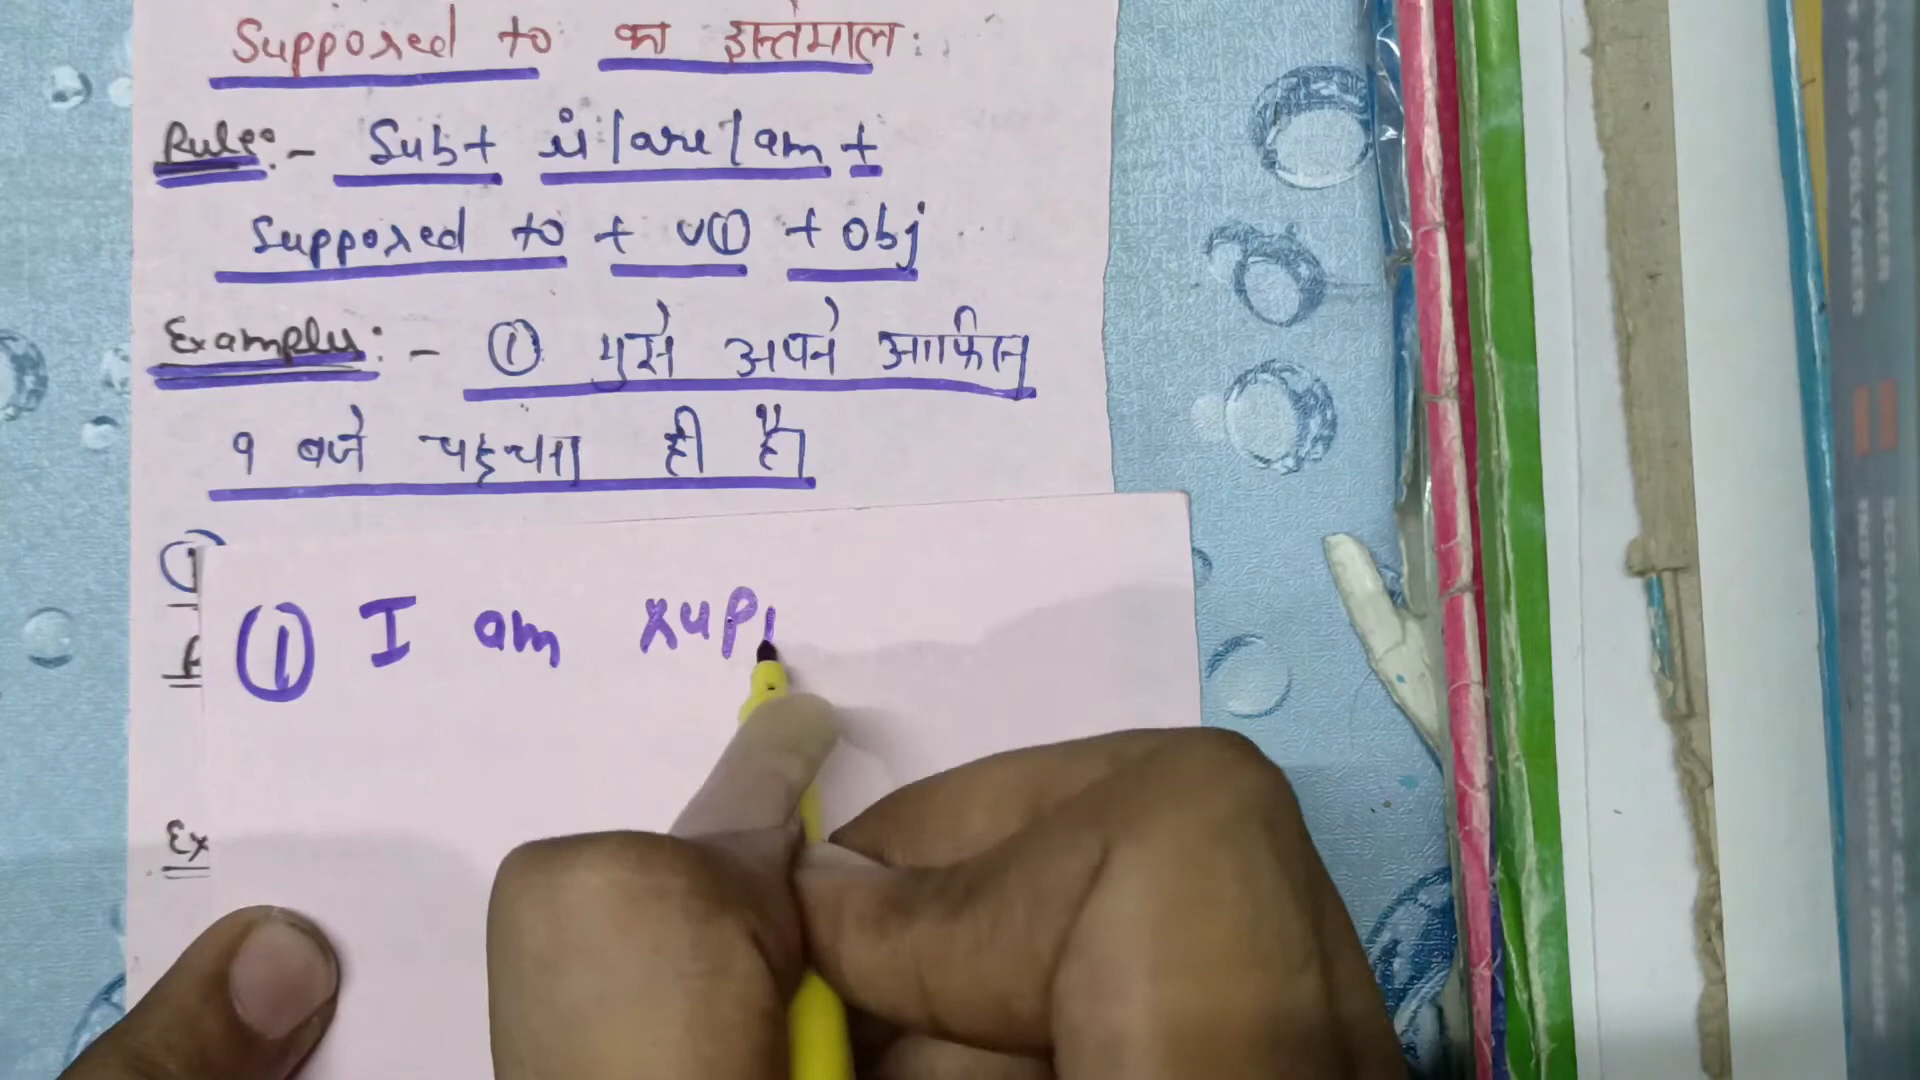 Supposed to का इस्तेमाल:
Rule:- Sub+ is/are/am +
Supposed to + v① + obj
Examples:- ① मुझे अपने आफिस
9 बजे पहुचना ही है।
① I am sup
Ex